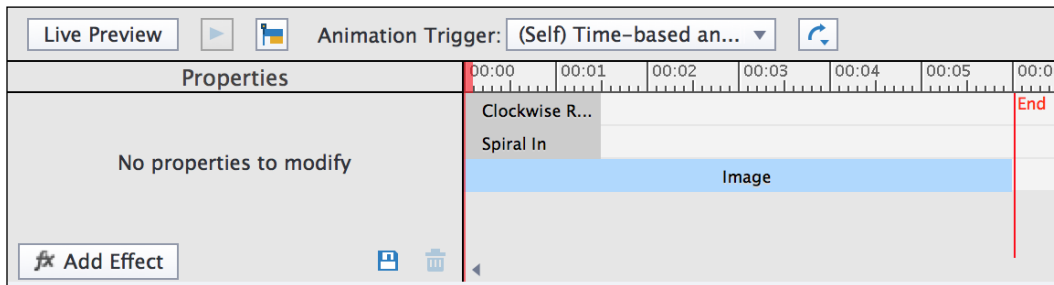 Live Preview Animation Trigger: (Self) Time-based an...
Properties 00:00 00:01 00:02 00:03 00:04 00:05 00:0
Clockwise R... End
Spiral In
No properties to modify
Image
fx Add Effect